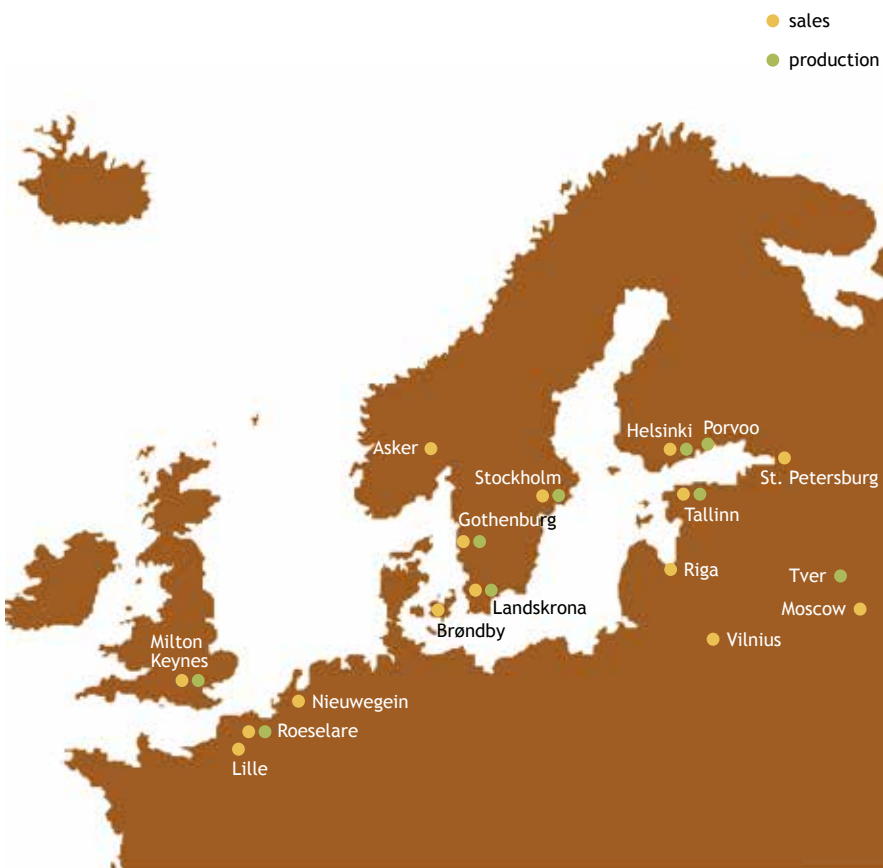 sales
production
Porvoo
Helsinki
Asker
St. Petersburg
Stockholm
Tallinn
Gothenburg
Riga
Tver
Landskrona
Moscow
Brøndby
Vilnius
Milton
Keynes
Nieuwegein
Roeselare
Lille